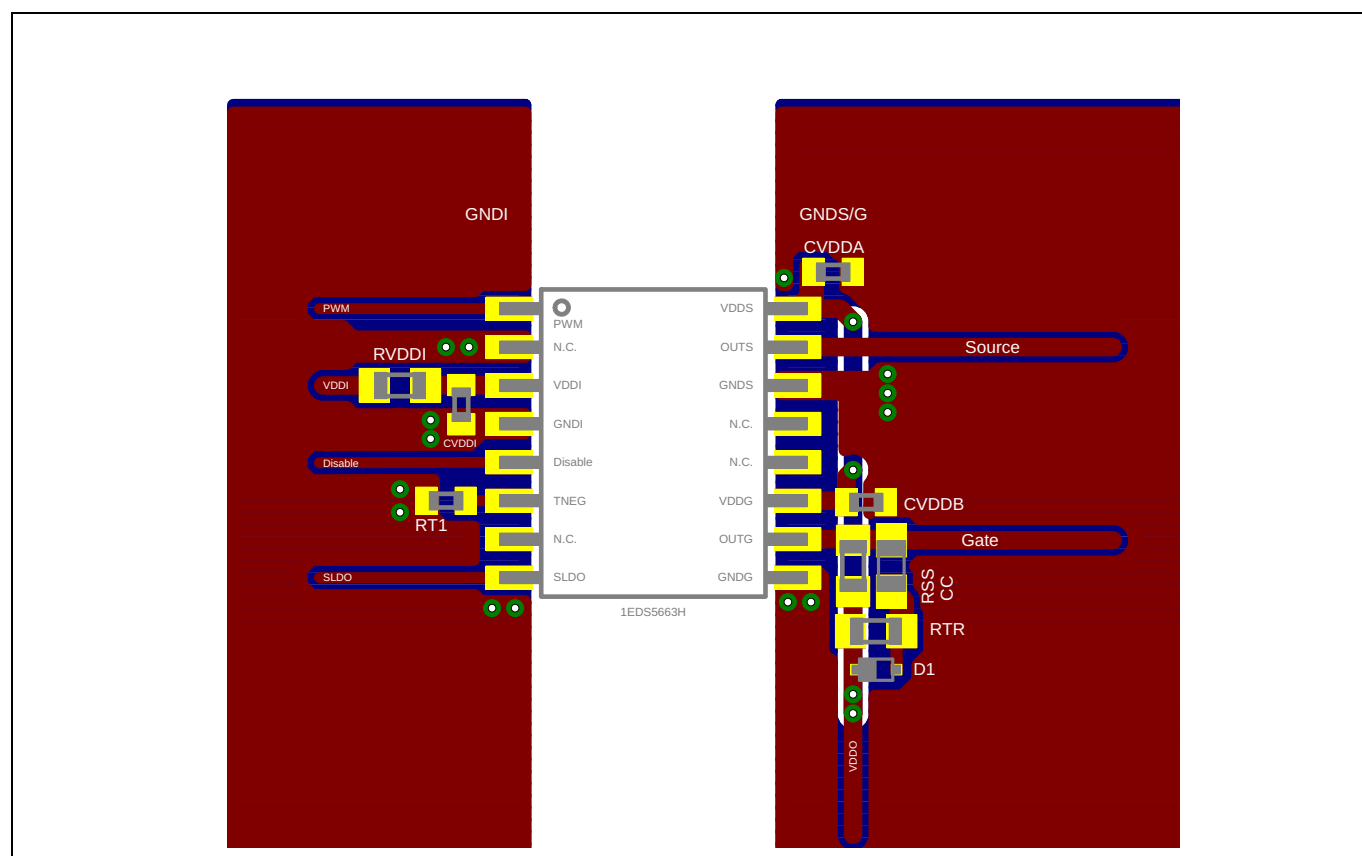 GNDI
GNDS/G
CVDDA
PWM
PWM
VDDS
N.C.
OUTS
Source
RVDDI
VDDI
VDDI
GNDS
GNDI
N.C.
CVDDI
Disable
Disable
N.C.
TNEG
VDDG
CVDDB
RT1
N.C.
OUTG
Gate
SLDO
SLDO
GNDG
RSS
CC
1EDS5663H
RTR
D1
VDDO